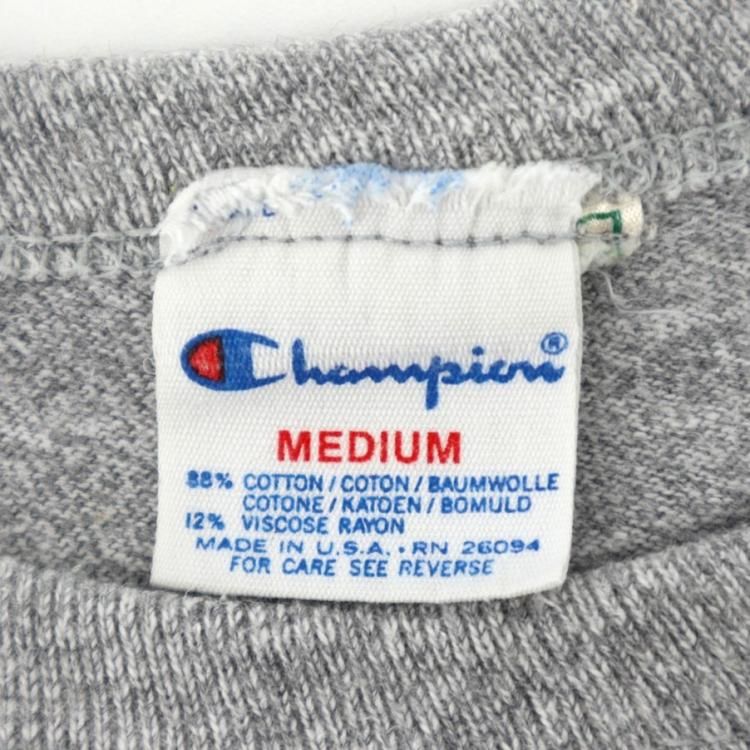 Champion®
MEDIUM
88% COTTON / COTON / BAUMWOLLE
COTONE / KATOEN / BOMULD
12% VISCOSE RAYON
MADE IN U.S.A. • RN 26094
FOR CARE SEE REVERSE